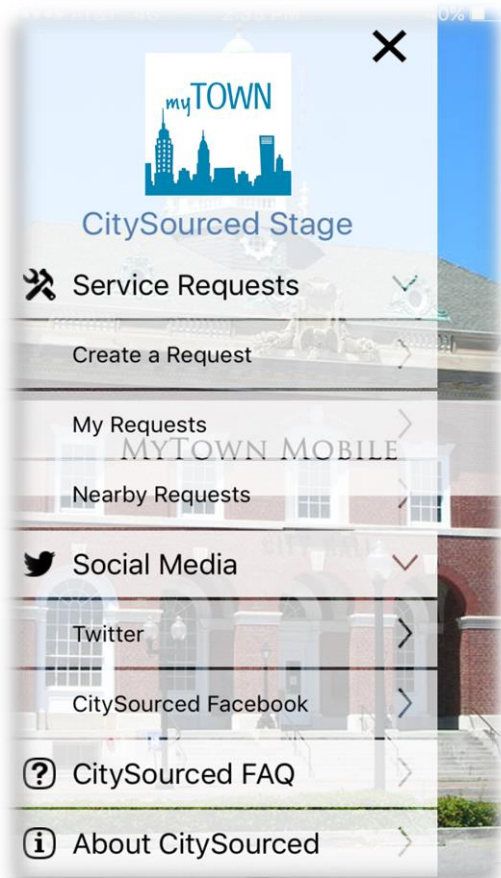 0%
myTOWN
CitySourced Stage
Service Requests
Create a Request
My Requests
MYTOWN MOBILE
Nearby Requests
Social Media
Twitter
CitySourced Facebook
CitySourced FAQ
About CitySourced